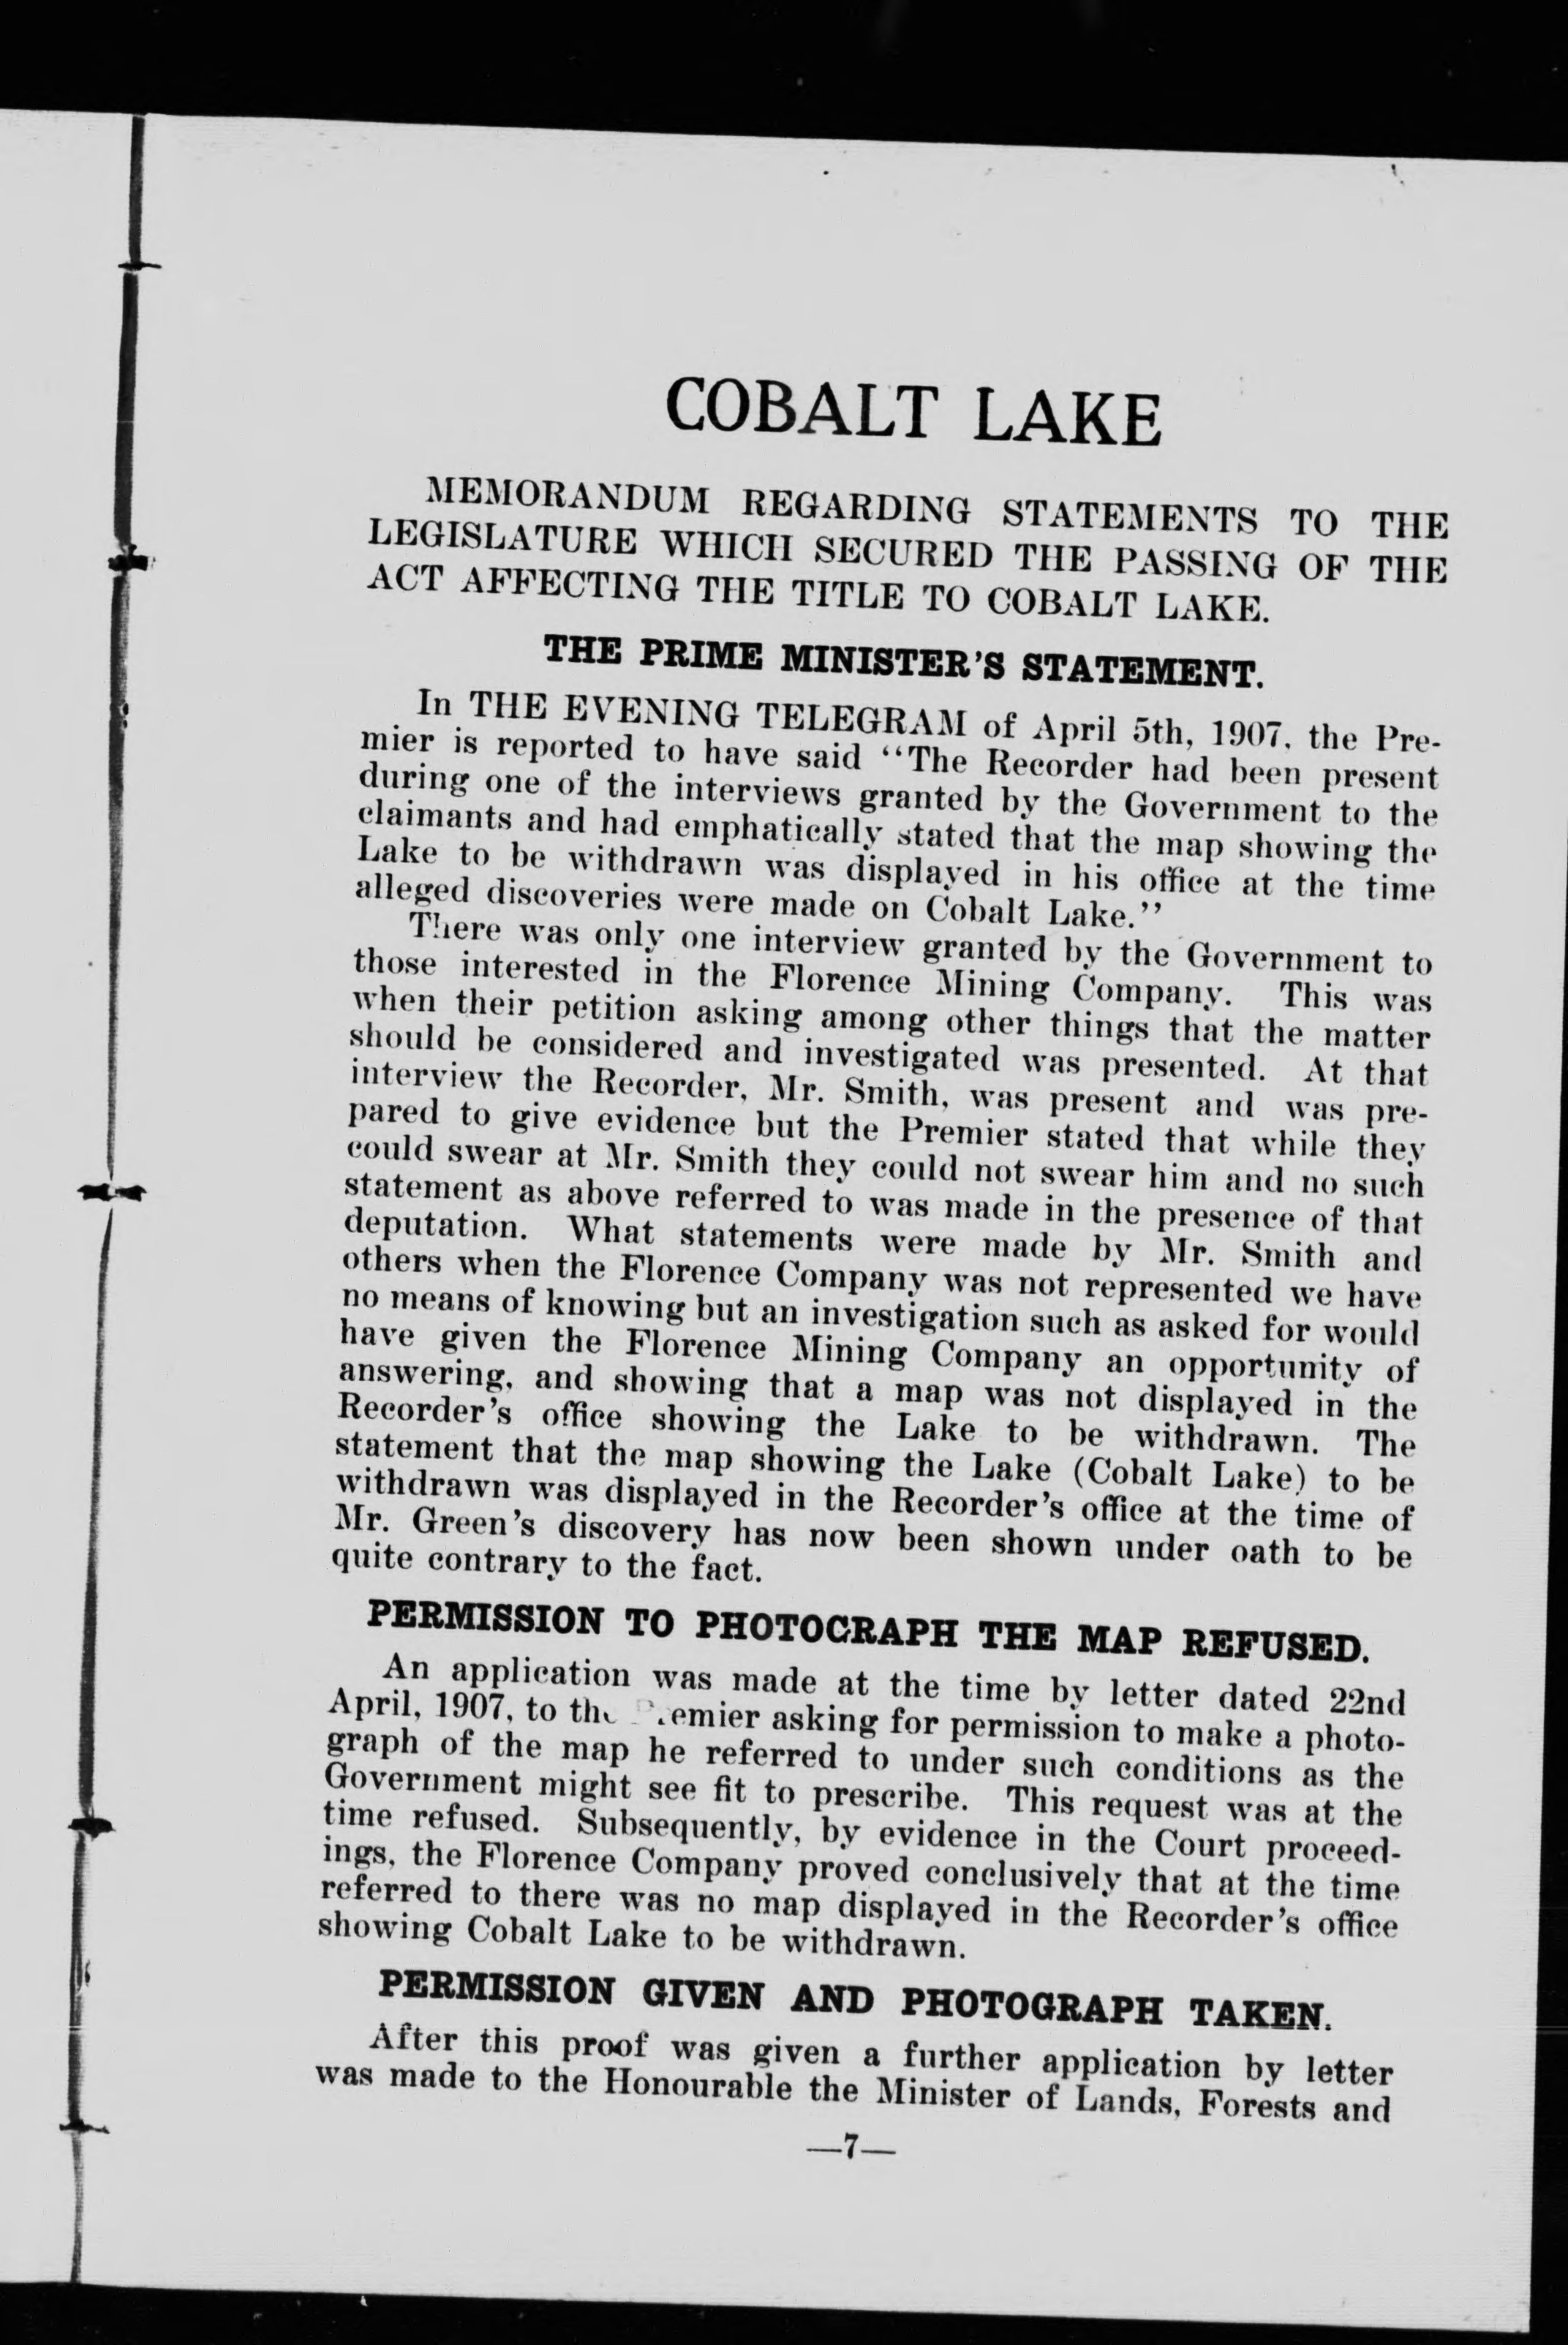 COBALT LAKE
MEMORANDUM REGARDING STATEMENTS TO THE
LEGISLATURE WHICH SECURED THE PASSING OF THE
ACT AFFECTING THE TITLE TO COBALT LAKE.
THE PRIME MINISTER'S STATEMENT.
In THE EVENING TELEGRAM of April 5th, 1907, the Pre-
mier is reported to have said "The Recorder had been present
during one of the interviews granted by the Government to the
claimants and had emphatically stated that the map showing the
Lake to be withdrawn was displayed in his office at the time
alleged discoveries were made on Cobalt Lake."
There was only one interview granted by the Government to
those interested in the Florence Mining Company. This was
when their petition asking among other things that the matter
should be considered and investigated was presented. At that
interview the Recorder, Mr. Smith, was present and was pre-
pared to give evidence but the Premier stated that while they
could swear at Mr. Smith they could not swear him and no such
statement as above referred to was made in the presence of that
deputation. What statements were made by Mr. Smith and
others when the Florence Company was not represented we have
no means of knowing but an investigation such as asked for would
have given the Florence Mining Company an opportunity of
answering, and showing that a map was not displayed in the
Recorder's office showing the Lake to be withdrawn. The
statement that the map showing the Lake (Cobalt Lake) to be
withdrawn was displayed in the Recorder's office at the time of
Mr. Green's discovery has now been shown under oath to be
quite contrary to the fact.
PERMISSION TO PHOTOGRAPH THE MAP REFUSED.
An application was made at the time by letter dated 22nd
April, 1907, to the Premier asking for permission to make a photo-
graph of the map he referred to under such conditions as the
Government might see fit to prescribe. This request was at the
time refused. Subsequently, by evidence in the Court proceed-
ings, the Florence Company proved conclusively that at the time
referred to there was no map displayed in the Recorder's office
showing Cobalt Lake to be withdrawn.
PERMISSION GIVEN AND PHOTOGRAPH TAKEN.
After this proof was given a further application by letter
was made to the Honourable the Minister of Lands, Forests and
—7—